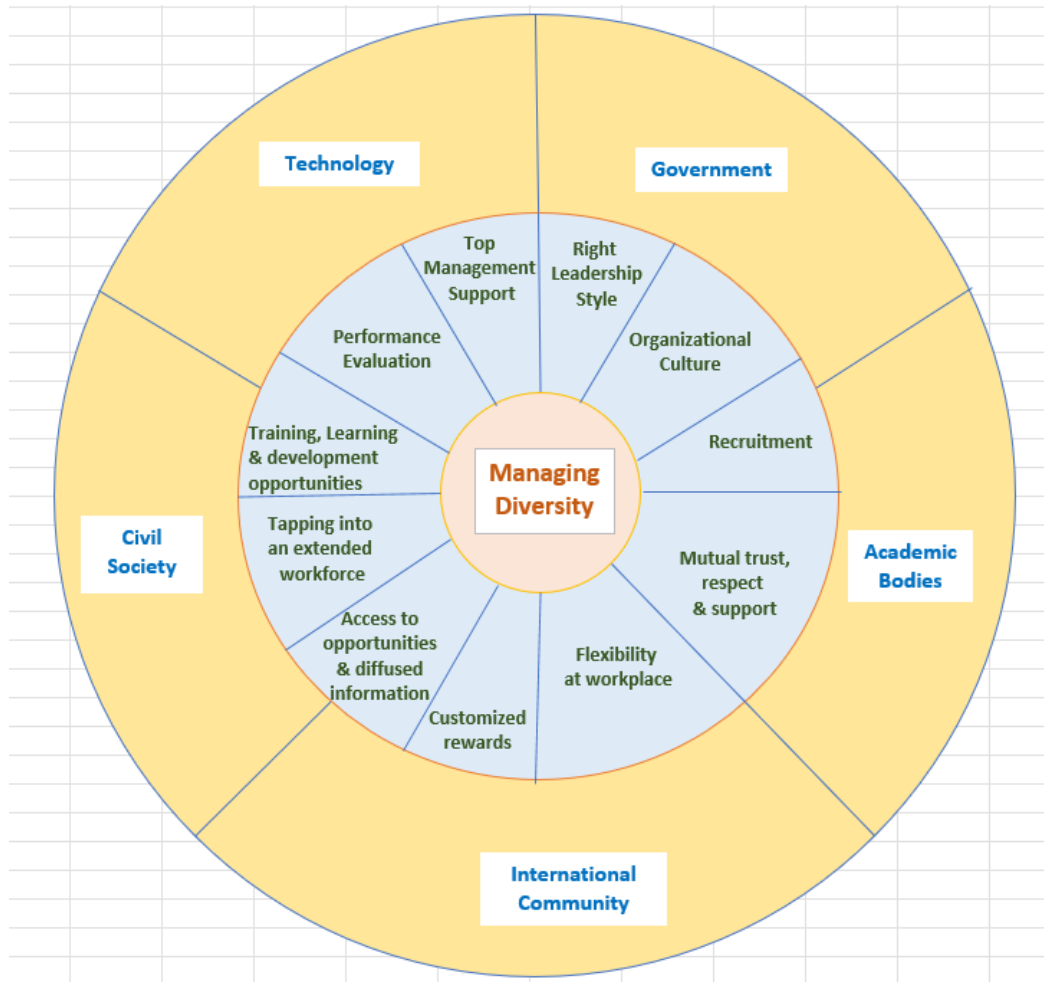 Technology
Government
Top
Management
Support
Right
Leadership
Style
Performance
Evaluation
Organizational
Culture
Training, Learning
& development
opportunities
Recruitment
Managing
Diversity
Civil
Society
Tapping into
an extended
workforce
Mutual trust,
respect
& support
Academic
Bodies
Access to
opportunities
& diffused
information
Flexibility
at workplace
Customized
rewards
International
Community